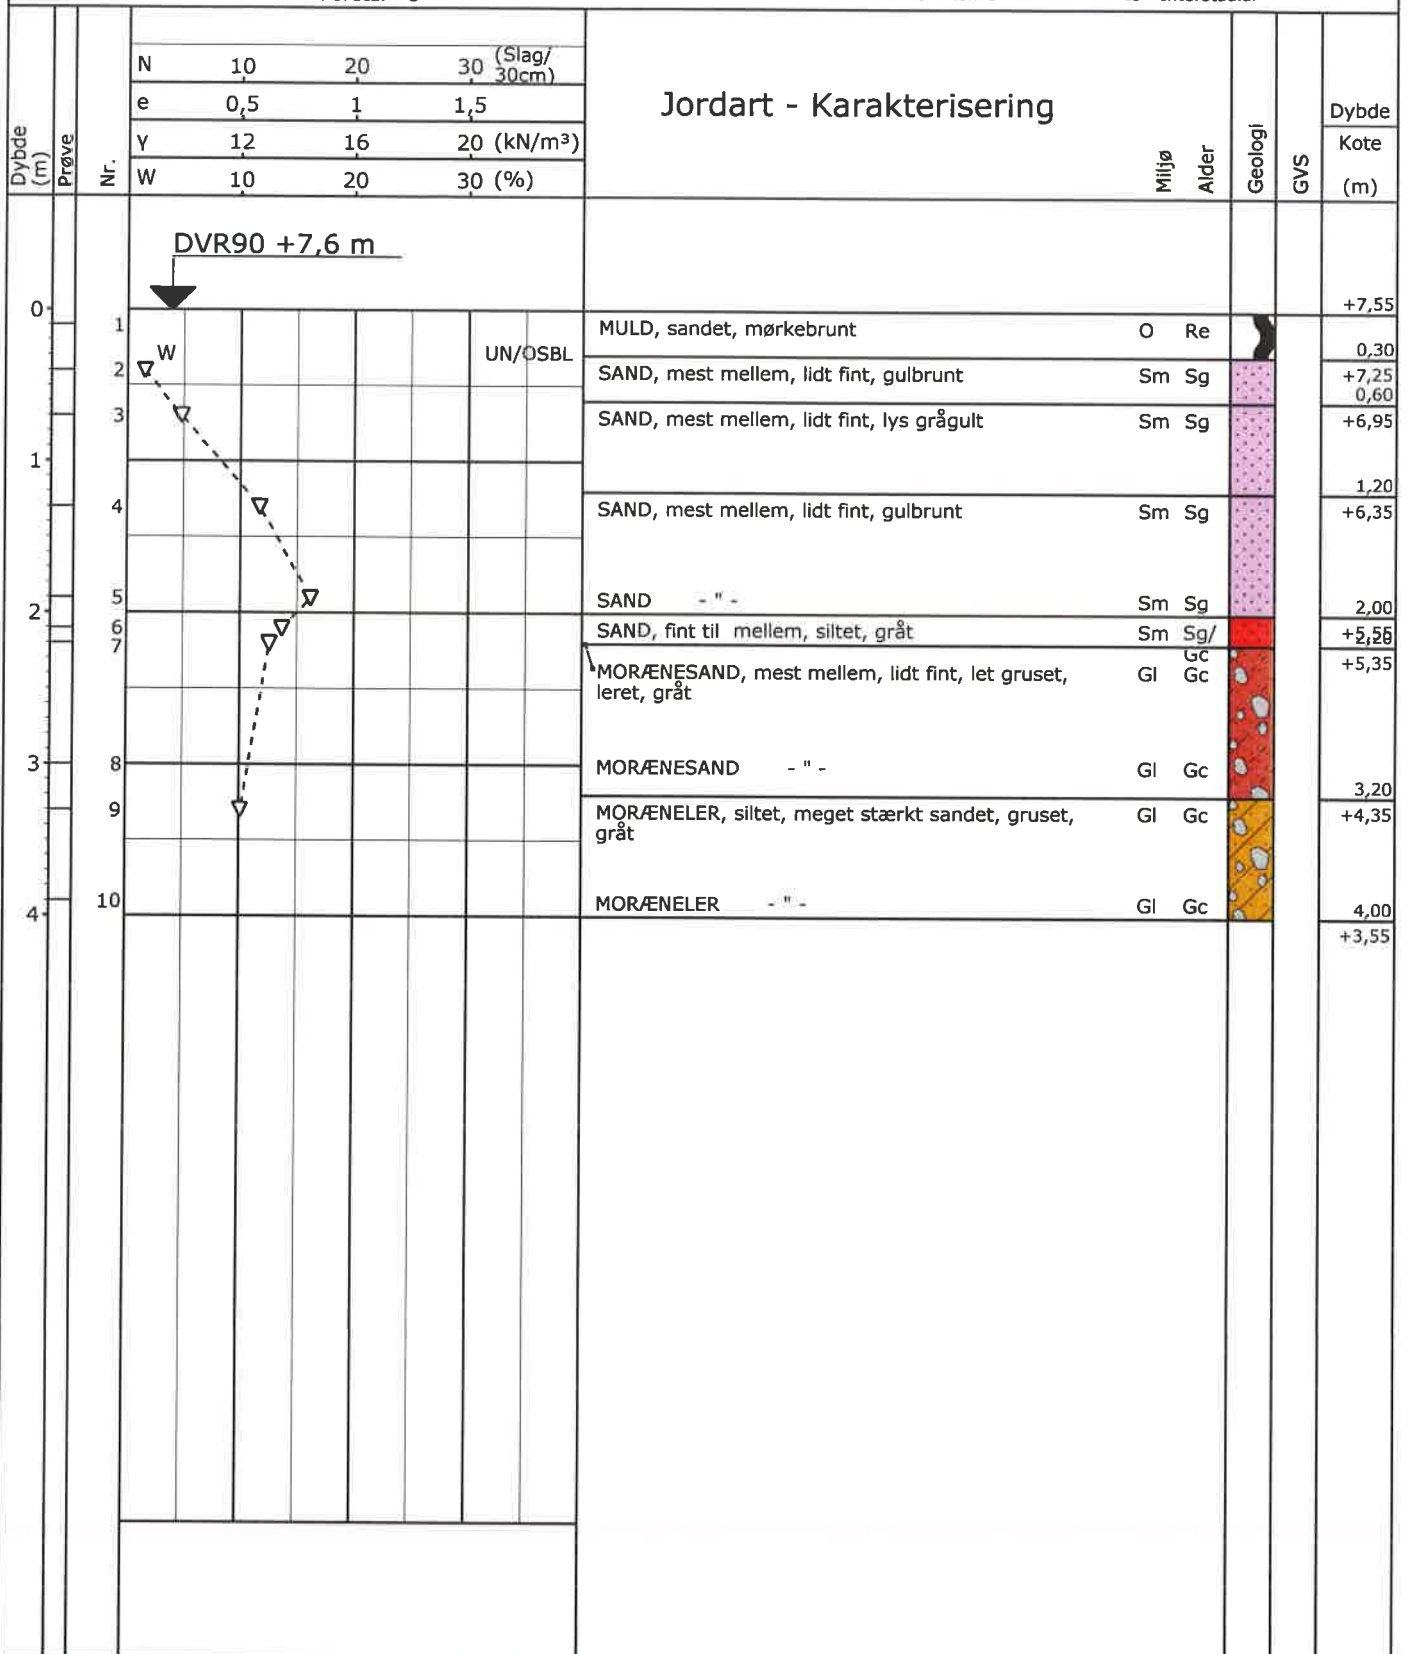 N 10 20 30 (Slag/
30cm)
e 0,5 1 1,5
γ 12 16 20 (kN/m³)
W 10 20 30 (%)
Dybde
(m)
Prøve
Nr.
Jordart - Karakterisering
Miljø
Alder
Geologi
GVS
Dybde
Kote
(m)
DVR90 +7,6 m
0 +7,55
1 MULD, sandet, mørkebrunt O Re
W UN/OSBL 0,30
2 SAND, mest mellem, lidt fint, gulbrunt Sm Sg +7,25
0,60
3 SAND, mest mellem, lidt fint, lys grågult Sm Sg +6,95
1
1,20
4 SAND, mest mellem, lidt fint, gulbrunt Sm Sg +6,35
5 SAND - " - Sm Sg 2,00
2
6 SAND, fint til mellem, siltet, gråt Sm Sg/ +5,55
2,20
Gc
7 MORÆNESAND, mest mellem, lidt fint, let gruset, Gl Gc +5,35
leret, gråt
3 8 MORÆNESAND - " - Gl Gc
3,20
9 MORÆNELER, siltet, meget stærkt sandet, gruset, Gl Gc +4,35
gråt
10 MORÆNELER - " - Gl Gc 4,00
4
+3,55